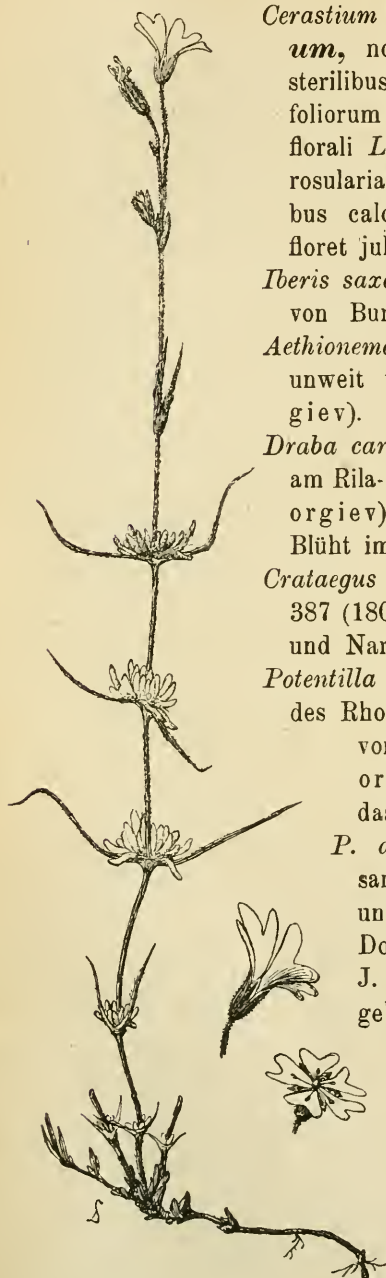 Cerastium
um, no
sterilibus
foliorum
florali L
rosularia
bus calc
floret jul
Iberis saxa
von Bur
Aethioneme
unweit
giev).
Draba car
am Rila-
orgiev)
Blüht im
Crataegus
387 (180
und Nar
Potentilla
des Rho
vor
or
das
P. a
san
un
Do
J.
ge